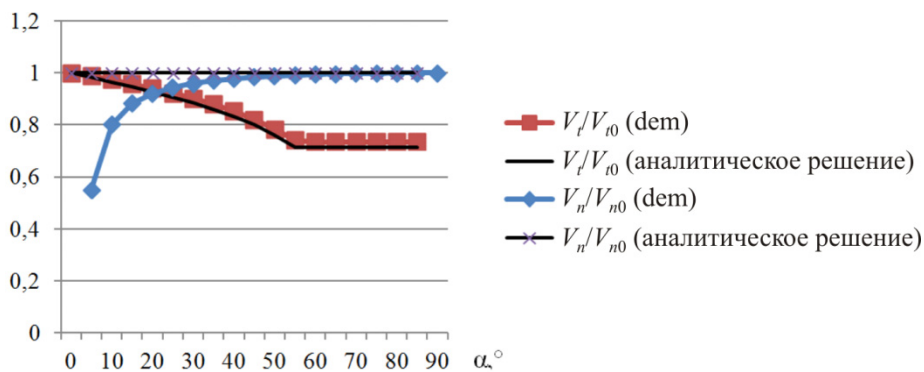 1,2
1
0,8
0,6
0,4
0,2
0
0 10 20 30 40 50 60 70 80 90 α,°
Vt/Vt0 (dem)
Vt/Vt0 (аналитическое решение)
Vn/Vn0 (dem)
Vn/Vn0 (аналитическое решение)